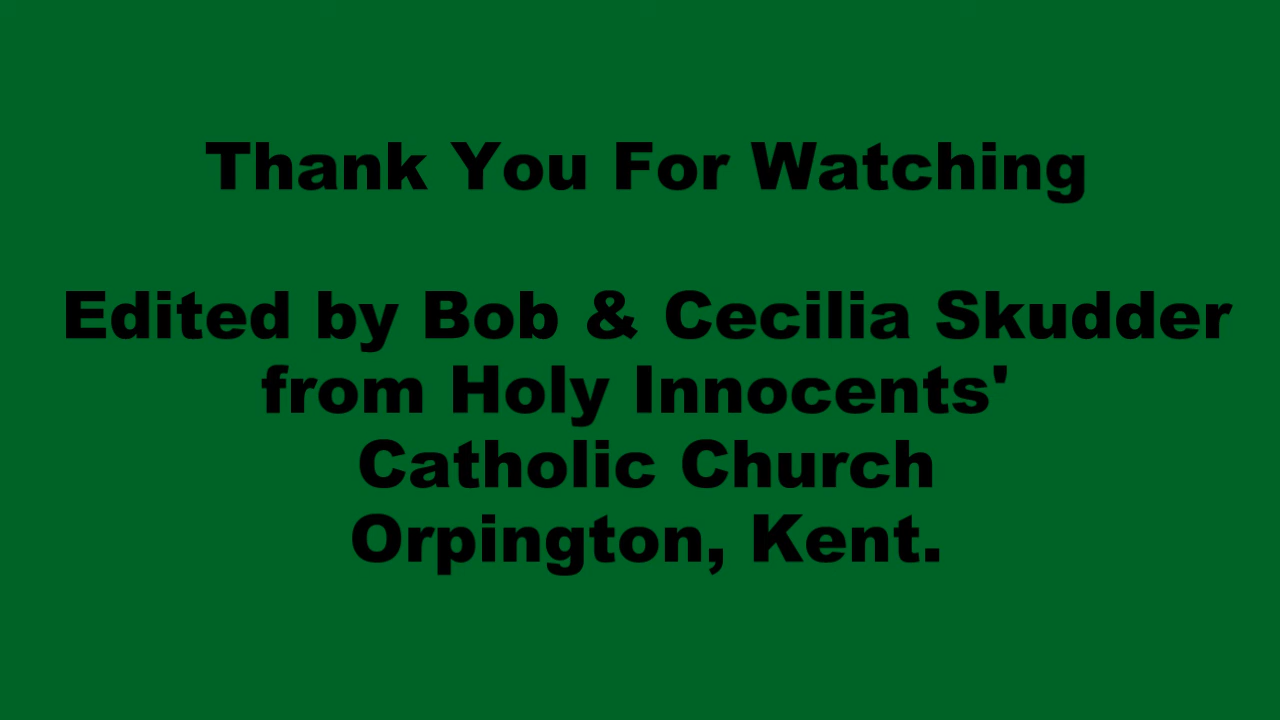 Thank You For Watching
Edited by Bob & Cecilia Skudder
from Holy Innocents'
Catholic Church
Orpington, Kent.